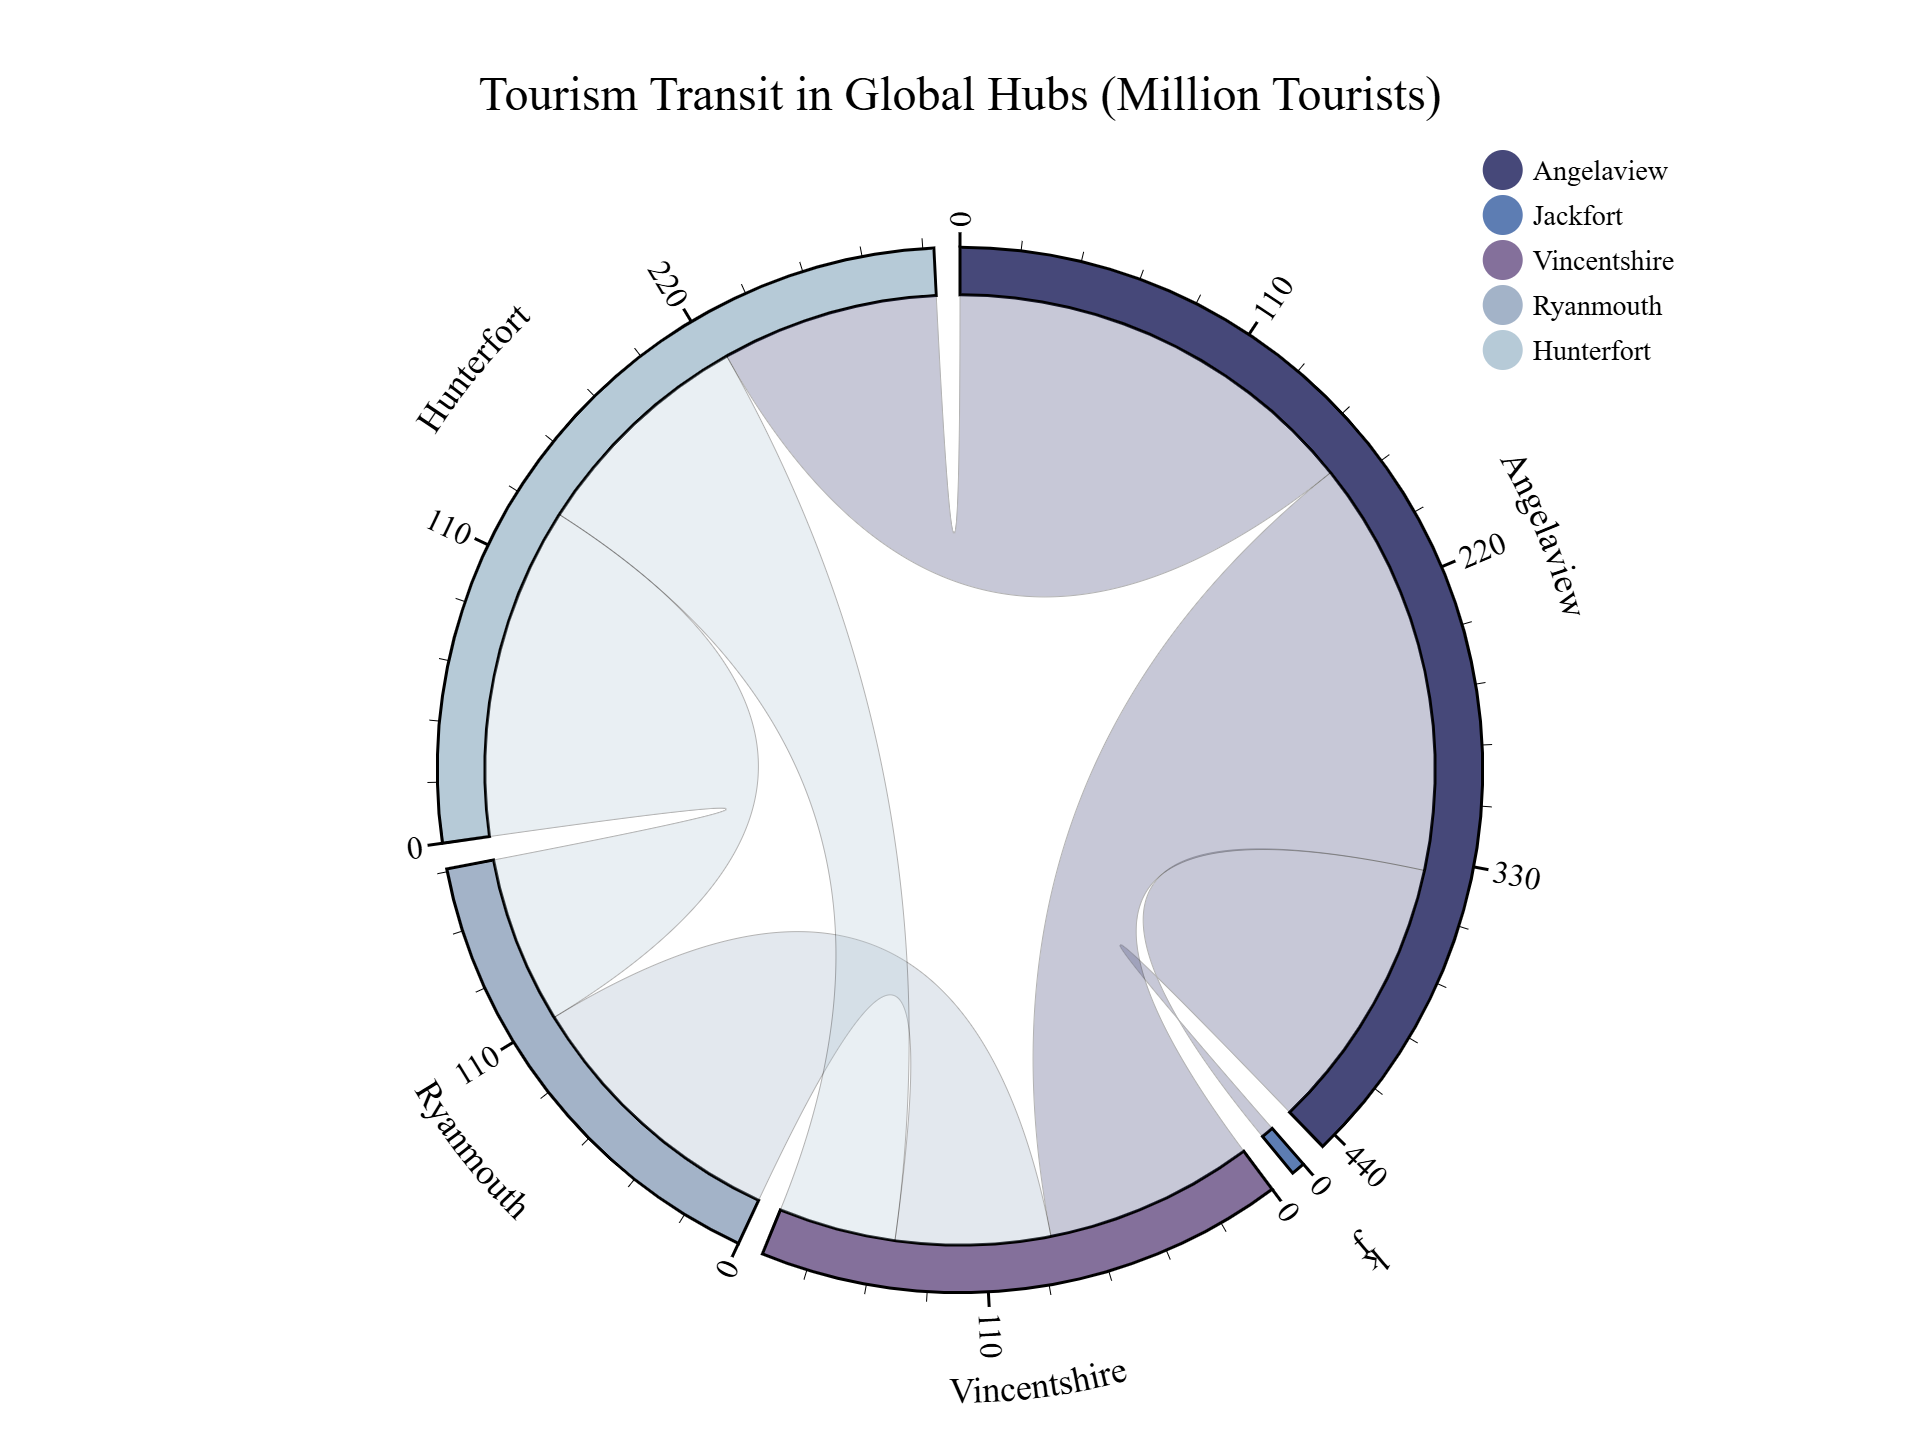 Tourism Transit in Global Hubs (Million Tourists)
Angelaview
Jackfort
Vincentshire
Ryanmouth
Hunterfort
0
110
220
330
440
Angelaview
0
0
110
Vincentshire
0
110
Ryanmouth
0
110
220
Hunterfort